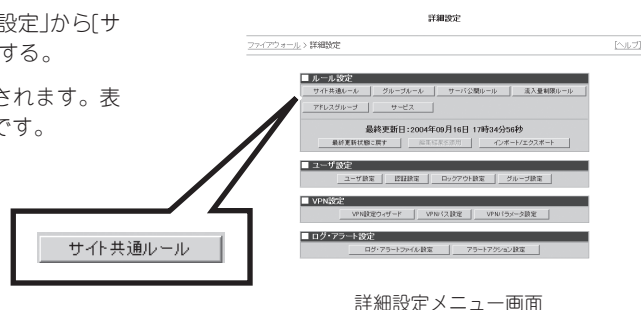 設定」から[サ
する。
されます。表
です。
詳細設定
ファイアウォール > 詳細設定 [ヘルプ]
■ ルール設定
サイト共通ルール グループルール サーバ公開ルール 流入量制限ルール
アドレスグループ サービス
最終更新日:2004年09月16日 17時34分56秒
最終更新状態に戻す 編集結果を適用 インポート/エクスポート
■ ユーザ設定
ユーザ設定 認証設定 ロックアウト設定 グループ設定
■ VPN設定
VPN設定ウィザード VPNパス設定 VPNパラメータ設定
■ ログ・アラート設定
ログ・アラートファイル設定 アラートアクション設定
サイト共通ルール
詳細設定メニュー画面